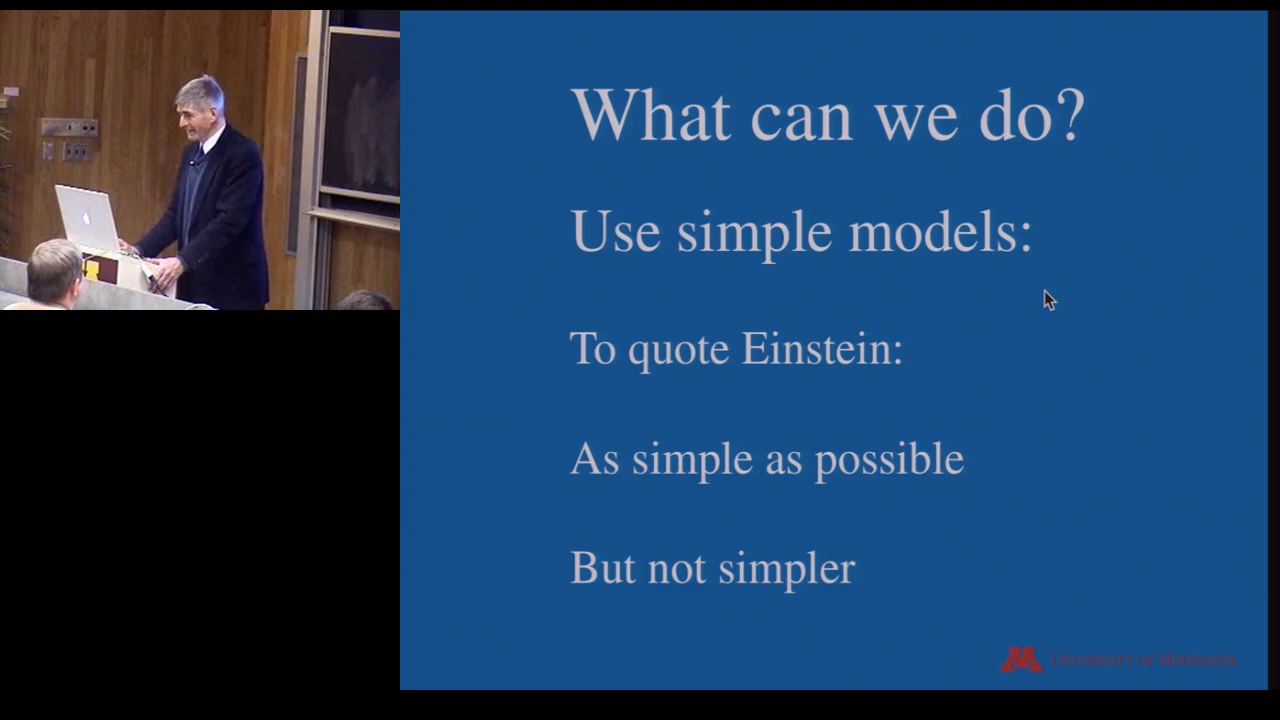 What can we do?
Use simple models:
To quote Einstein:
As simple as possible
But not simpler
UNIVERSITY OF MINNESOTA